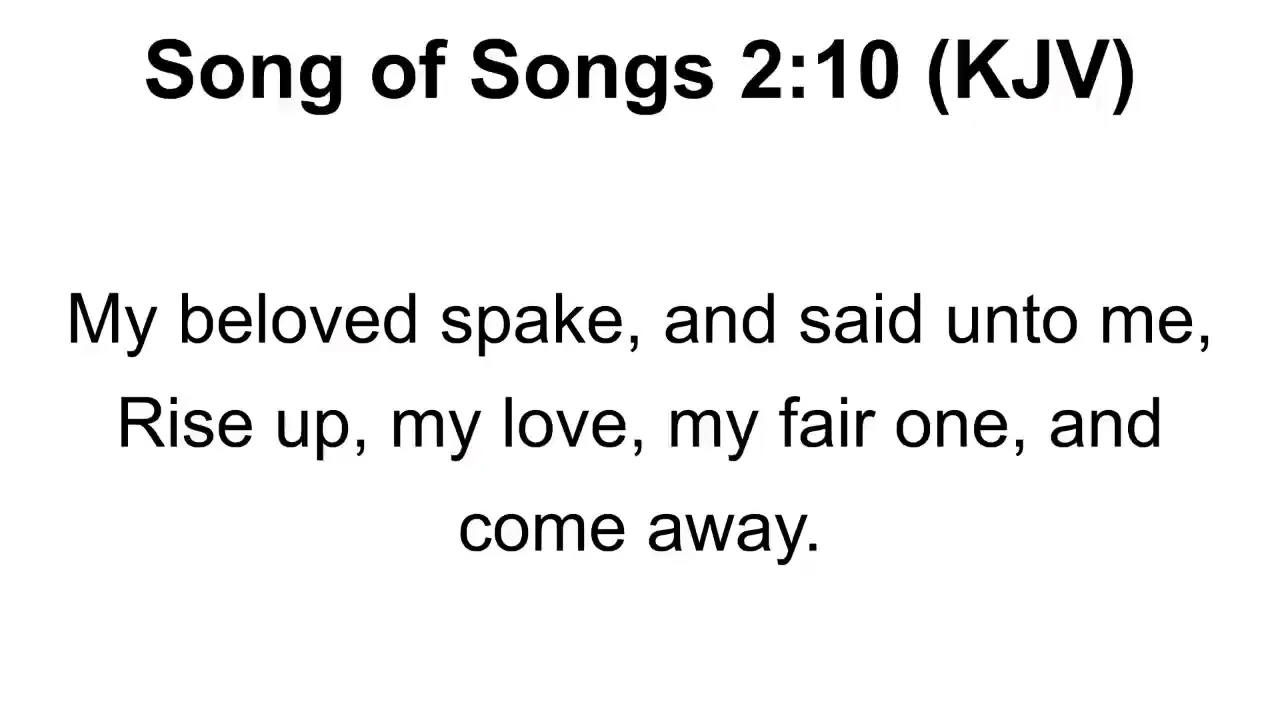 Song of Songs 2:10 (KJV)
My beloved spake, and said unto me,
Rise up, my love, my fair one, and
come away.